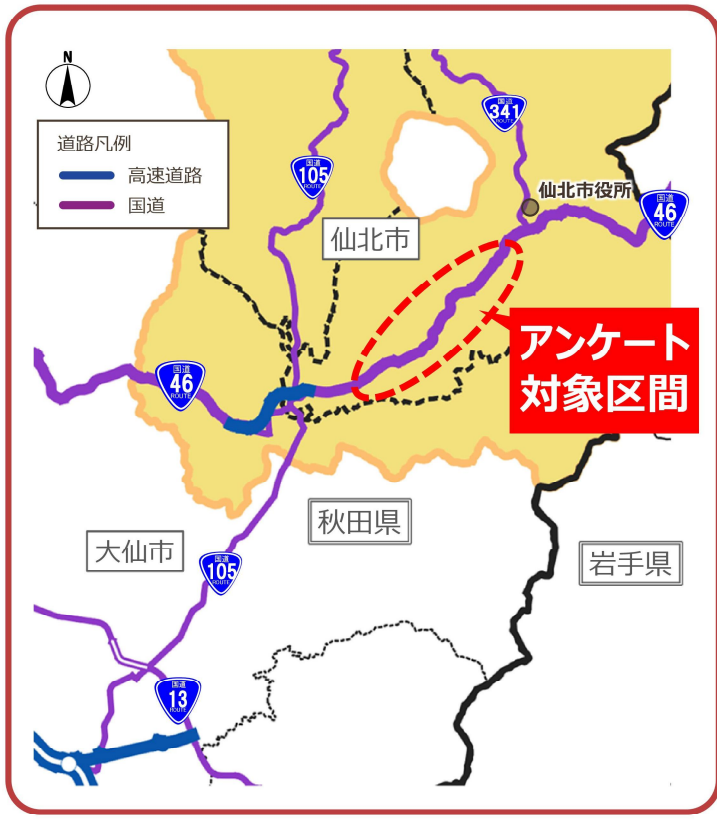 N
道路凡例
高速道路
国道
国道
105
ROUTE
国道
341
ROUTE
仙北市役所
国道
46
ROUTE
仙北市
アンケート
対象区間
国道
46
ROUTE
秋田県
大仙市
岩手県
国道
105
ROUTE
国道
13
ROUTE